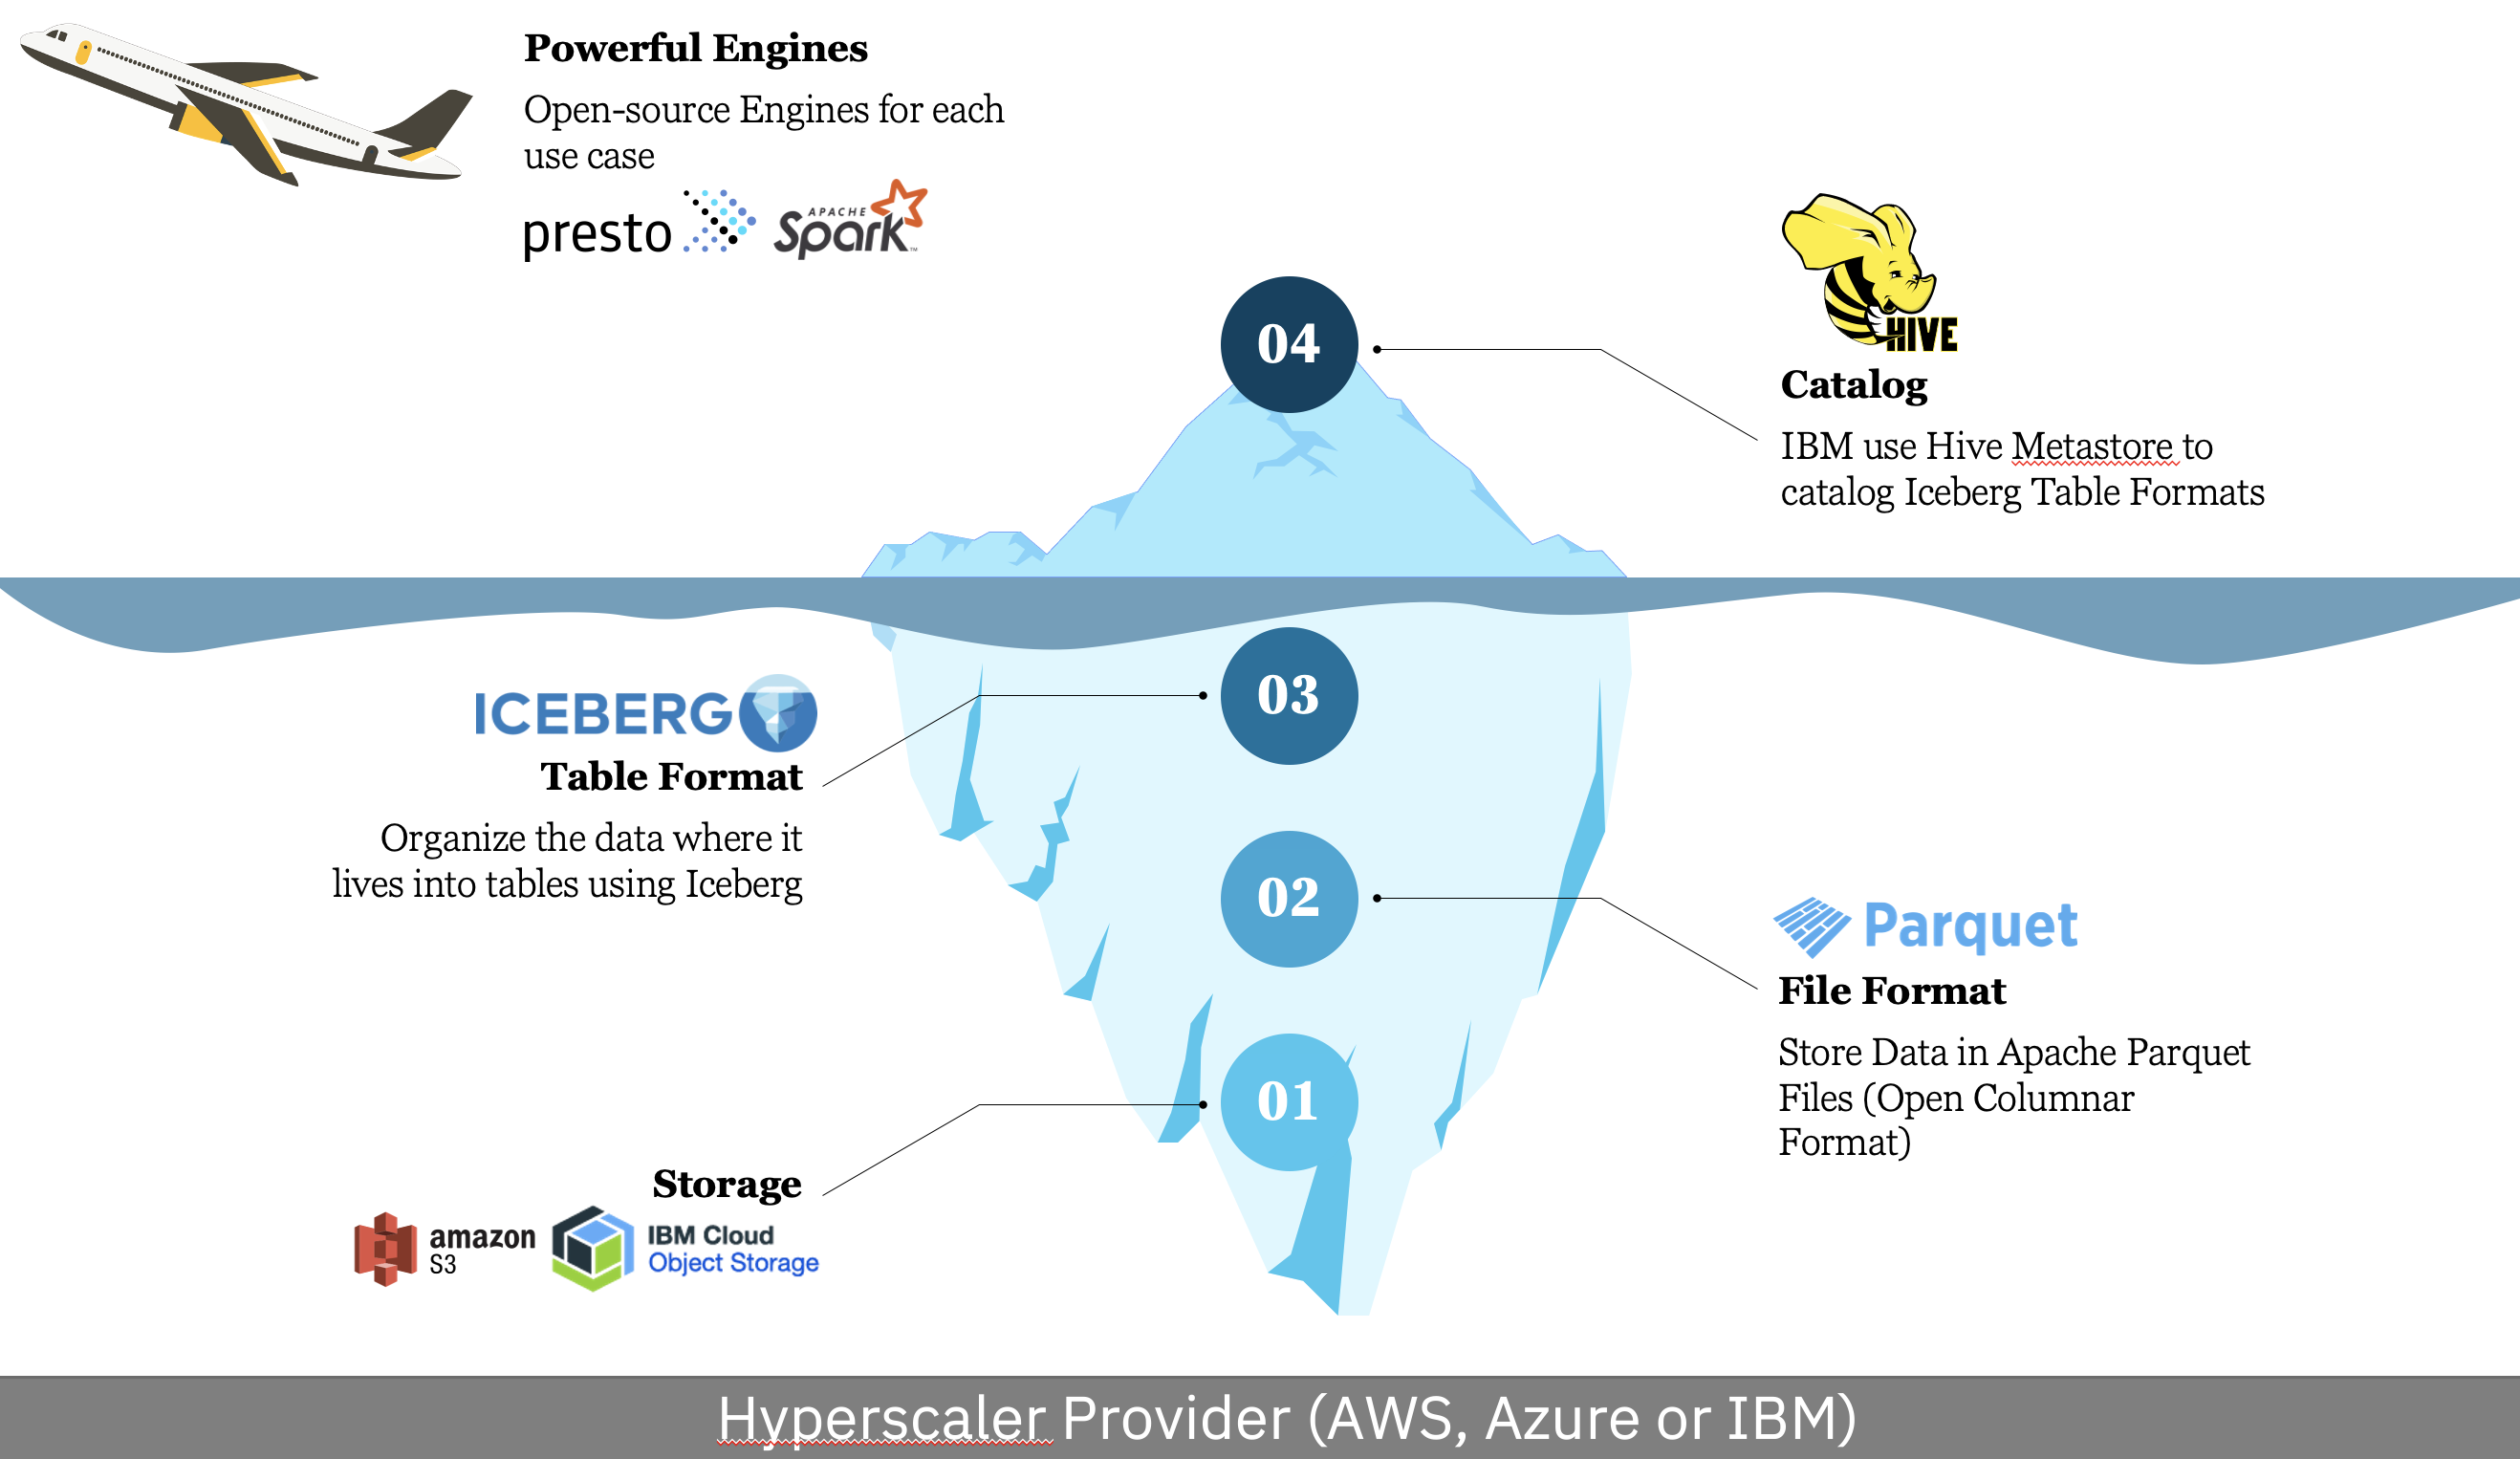 Powerful Engines
Open-source Engines for each
use case
presto
APACHE
Spark™
HIVE
04
Catalog
IBM use Hive Metastore to
catalog Iceberg Table Formats
03
ICEBERG
Table Format
Organize the data where it
lives into tables using Iceberg
02
Parquet
File Format
Store Data in Apache Parquet
Files (Open Columnar
Format)
01
Storage
amazon
S3
IBM Cloud
Object Storage
Hyperscaler Provider (AWS, Azure or IBM)